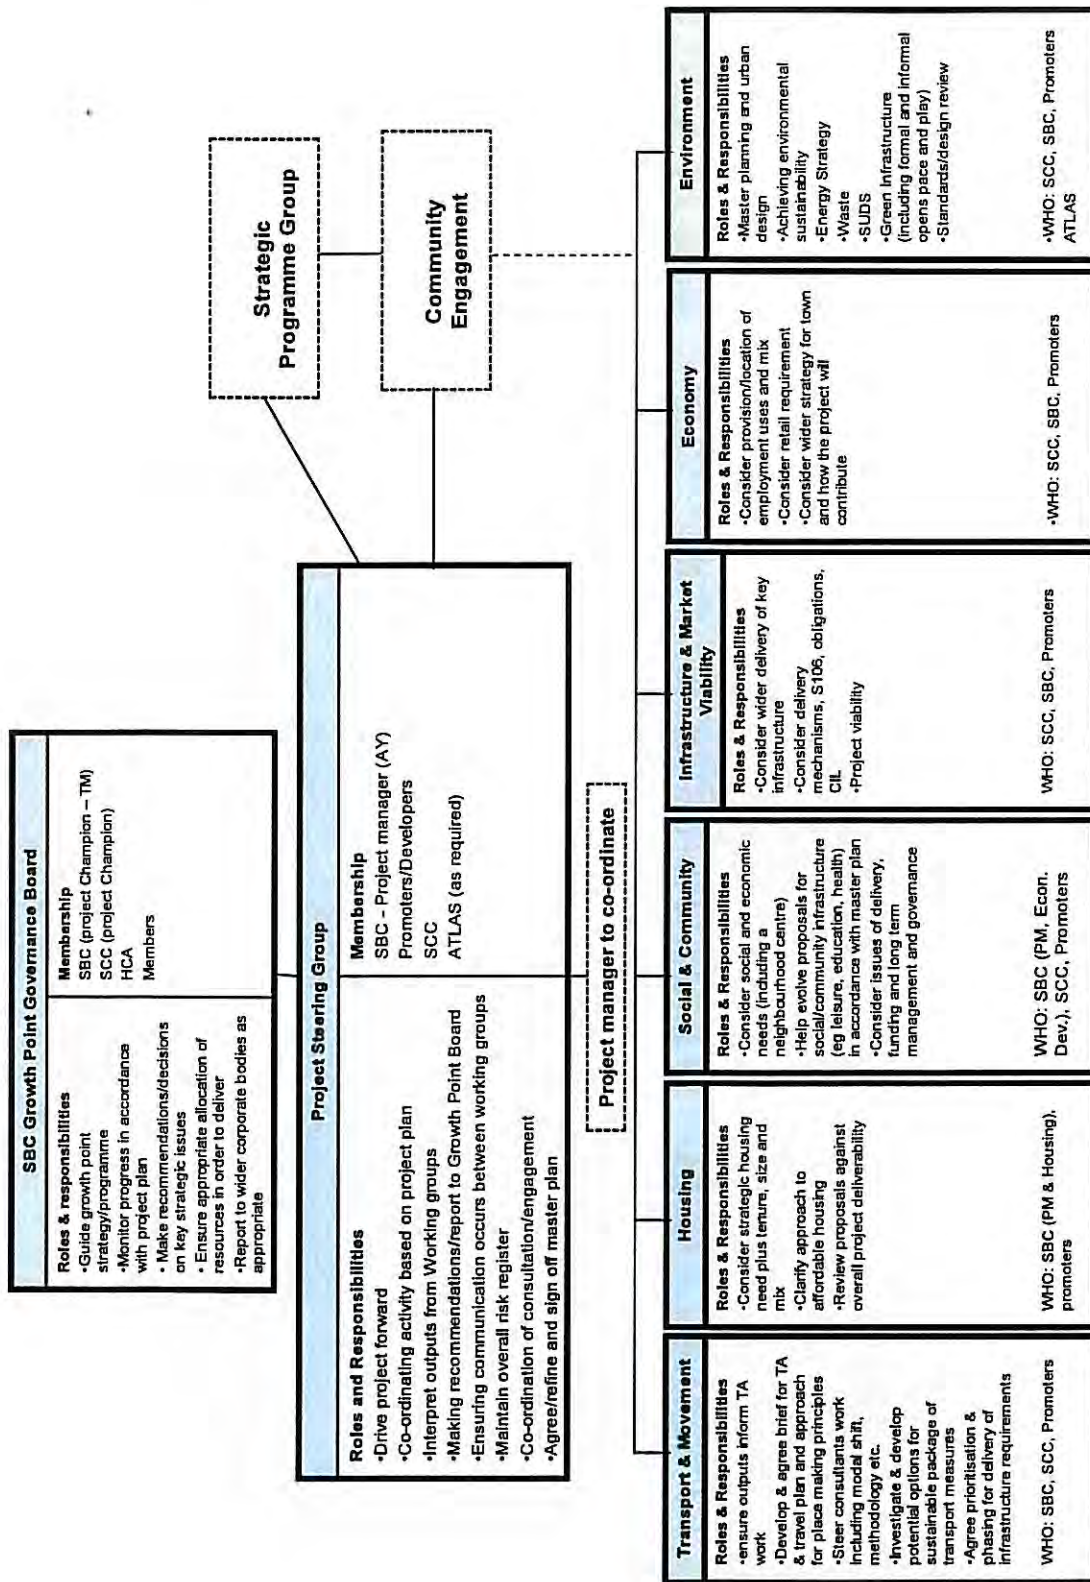 SBC Growth Point Governance Board
Roles & responsibilities
•Guide growth point
strategy/programme
•Monitor progress in accordance
with project plan
• Make recommendations/decisions
on key strategic issues
• Ensure appropriate allocation of
resources in order to deliver
•Report to wider corporate bodies as
appropriate
Membership
SBC (project Champion – TM)
SCC (project Champion)
HCA
Members
Strategic
Programme Group
Community
Engagement
Project Steering Group
Roles and Responsibilities
•Drive project forward
•Co-ordinating activity based on project plan
•Interpret outputs from Working groups
•Making recommendations/report to Growth Point Board
•Ensuring communication occurs between working groups
•Maintain overall risk register
•Co-ordination of consultation/engagement
•Agree/refine and sign off master plan
Membership
SBC – Project manager (AY)
Promoters/Developers
SCC
ATLAS (as required)
Project manager to co-ordinate
Transport & Movement
Roles & Responsibilities
•ensure outputs inform TA
work
•Develop & agree brief for TA
& travel plan and approach
for place making principles
•Steer consultants work
including modal shift,
methodology etc.
•Investigate & develop
potential options for
sustainable package of
transport measures
•Agree prioritisation &
phasing for delivery of
infrastructure requirements
WHO: SBC, SCC, Promoters
Housing
Roles & Responsibilities
•Consider strategic housing
need plus tenure, size and
mix
•Clarify approach to
affordable housing
•Review proposals against
overall project deliverability
WHO: SBC (PM & Housing),
promoters
Social & Community
Roles & Responsibilities
•Consider social and economic
needs (including a
neighbourhood centre)
•Help evolve proposals for
social/community infrastructure
(eg leisure, education, health)
in accordance with master plan
•Consider issues of delivery,
funding and long term
management and governance
WHO: SBC (PM, Econ.
Dev.), SCC, Promoters
Infrastructure & Market
Viability
Roles & Responsibilities
•Consider wider delivery of key
infrastructure
•Consider delivery
mechanisms, S106, obligations,
CIL
•Project viability
WHO: SCC, SBC, Promoters
Economy
Roles & Responsibilities
•Consider provision/location of
employment uses and mix
•Consider retail requirement
•Consider wider strategy for town
and how the project will
contribute
•WHO: SCC, SBC, Promoters
Environment
Roles & Responsibilities
•Master planning and urban
design
•Achieving environmental
sustainability
•Energy Strategy
•Waste
•SUDS
•Green Infrastructure
(including formal and informal
opens pace and play)
•Standards/design review
•WHO: SCC, SBC, Promoters
ATLAS